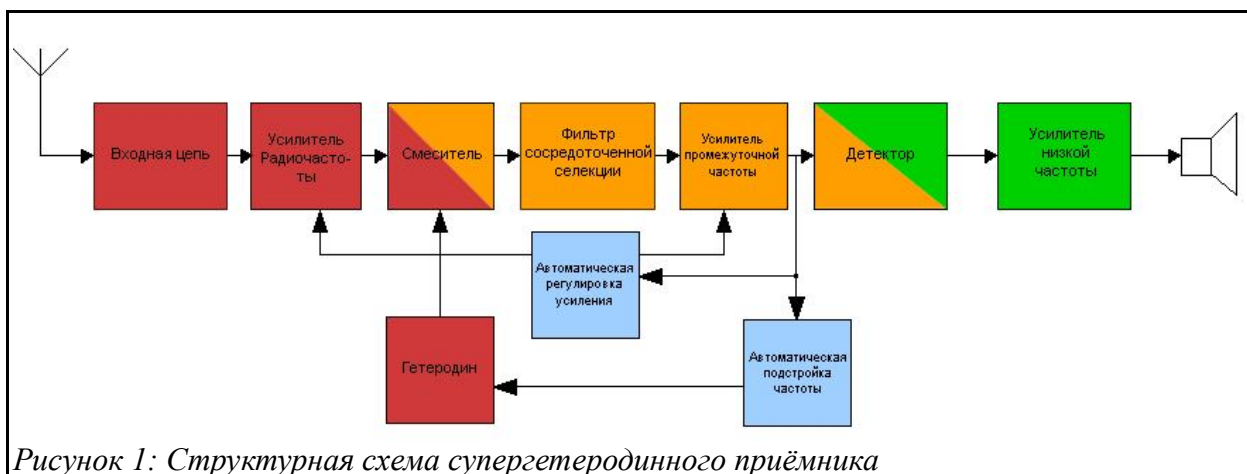 Входная цепь
Усилитель
Радиочасто-
ты
Смеситель
Фильтр
сосредоточенной
селекции
Усилитель
промежуточной
частоты
Детектор
Усилитель
низкой
частоты
Автоматическая
регулировка
усиления
Гетеродин
Автоматическая
подстройка
частоты
Рисунок 1: Структурная схема супергетеродинного приёмника